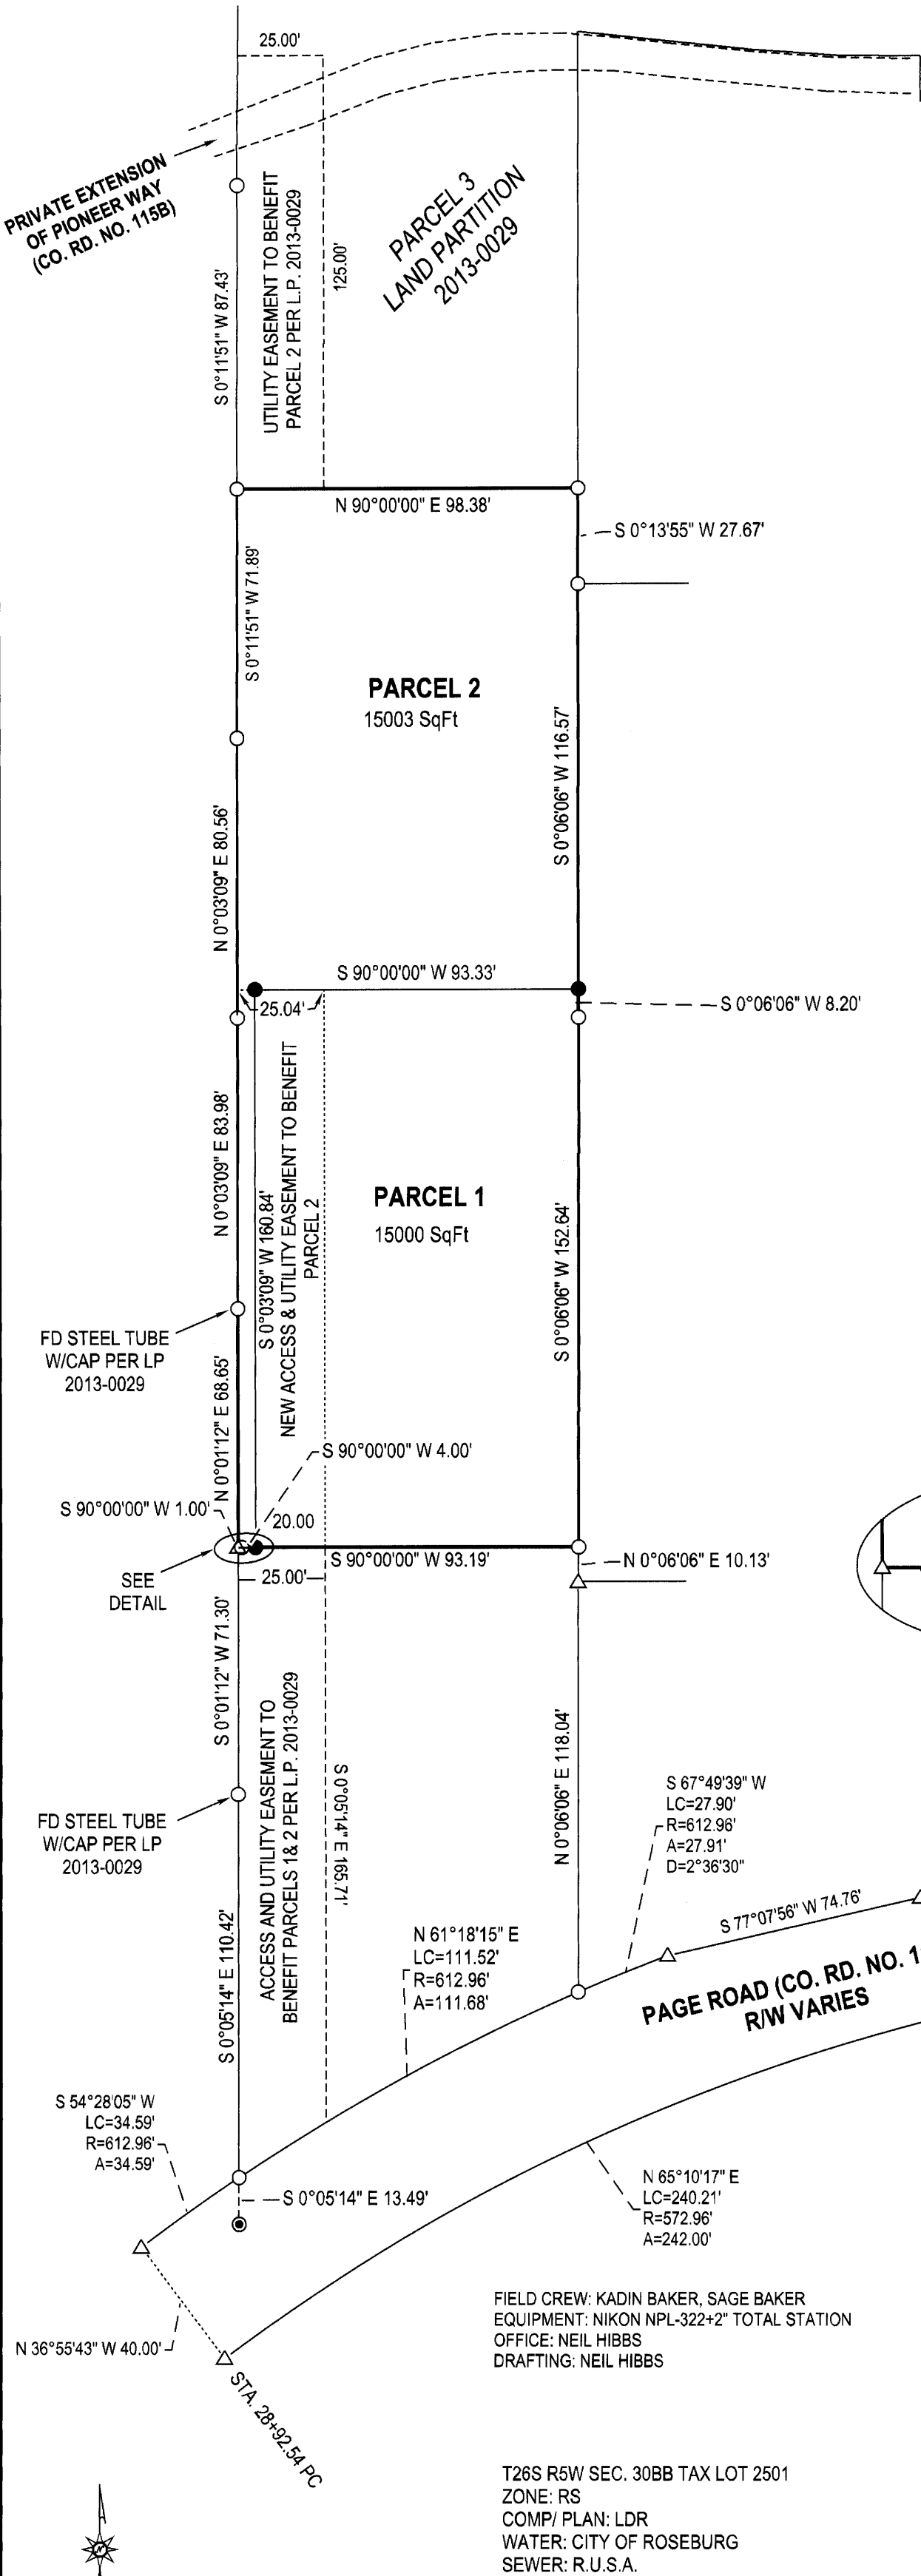 25.00'
PRIVATE EXTENSION
OF PIONEER WAY
(CO. RD. NO. 115B)
S 0°11'51" W 87.43'
UTILITY EASEMENT TO BENEFIT
PARCEL 2 PER L.P. 2013-0029
125.00'
PARCEL 3
LAND PARTITION
2013-0029
N 90°00'00" E 98.38'
S 0°13'55" W 27.67'
S 0°11'51" W 71.89'
PARCEL 2
15003 SqFt
S 0°06'06" W 116.57'
N 0°03'09" E 80.56'
S 90°00'00" W 93.33'
25.04'
S 0°06'06" W 8.20'
N 0°03'09" E 83.98'
S 0°03'09" W 160.84'
NEW ACCESS & UTILITY EASEMENT TO BENEFIT
PARCEL 2
PARCEL 1
15000 SqFt
S 0°06'06" W 152.64'
FD STEEL TUBE
W/CAP PER LP
2013-0029
N 0°01'12" E 68.65'
S 90°00'00" W 4.00'
S 90°00'00" W 1.00'
20.00
S 90°00'00" W 93.19'
N 0°06'06" E 10.13'
SEE
DETAIL
25.00'
S 0°01'12" W 71.30'
ACCESS AND UTILITY EASEMENT TO
BENEFIT PARCELS 1& 2 PER L.P. 2013-0029
S 0°05'14" E 165.71'
N 0°06'06" E 118.04'
S 67°49'39" W
LC=27.90'
R=612.96'
A=27.91'
D=2°36'30"
FD STEEL TUBE
W/CAP PER LP
2013-0029
S 77°07'56" W 74.76'
S 0°05'14" E 110.42'
N 61°18'15" E
LC=111.52'
R=612.96'
A=111.68'
PAGE ROAD (CO. RD. NO. 1
R/W VARIES
S 54°28'05" W
LC=34.59'
R=612.96'
A=34.59'
S 0°05'14" E 13.49'
N 65°10'17" E
LC=240.21'
R=572.96'
A=242.00'
N 36°55'43" W 40.00'
STA. 28+92.54 PC
FIELD CREW: KADIN BAKER, SAGE BAKER
EQUIPMENT: NIKON NPL-322+2" TOTAL STATION
OFFICE: NEIL HIBBS
DRAFTING: NEIL HIBBS
T26S R5W SEC. 30BB TAX LOT 2501
ZONE: RS
COMP/ PLAN: LDR
WATER: CITY OF ROSEBURG
SEWER: R.U.S.A.